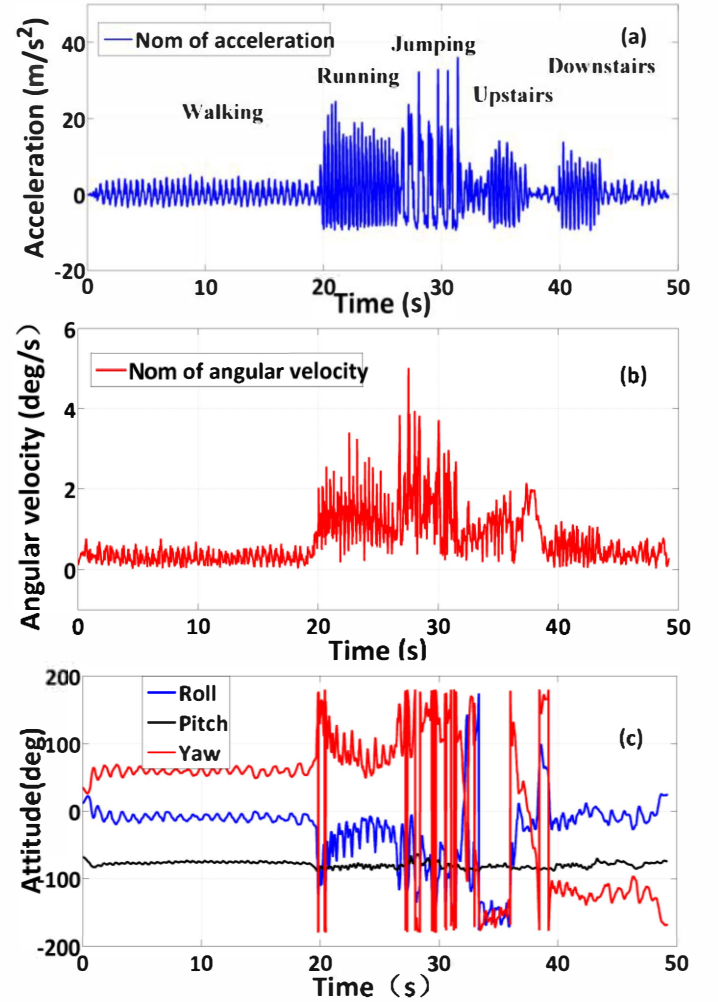 Nom of acceleration
(a)
Walking
Running
Jumping
Upstairs
Downstairs
Acceleration (m/s²)
40
20
0
-20
0
10
20
30
40
50
Time (s)
Nom of angular velocity
(b)
Angular velocity (deg/s)
6
4
2
0
0
10
20
30
40
50
Time (s)
Roll
Pitch
Yaw
(c)
Attitude(deg)
200
100
0
-100
-200
0
10
20
30
40
50
Time (s)